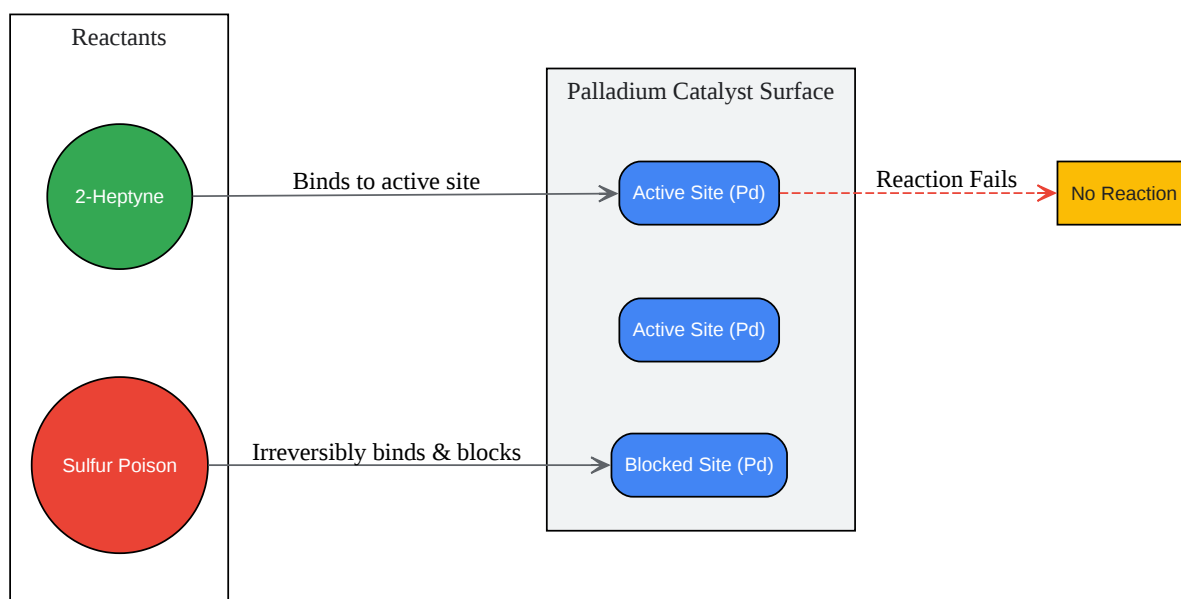 Reactants
Palladium Catalyst Surface
2-Heptyne
Binds to active site
Active Site (Pd)
Reaction Fails
No Reaction
Active Site (Pd)
Sulfur Poison
Irreversibly binds & blocks
Blocked Site (Pd)